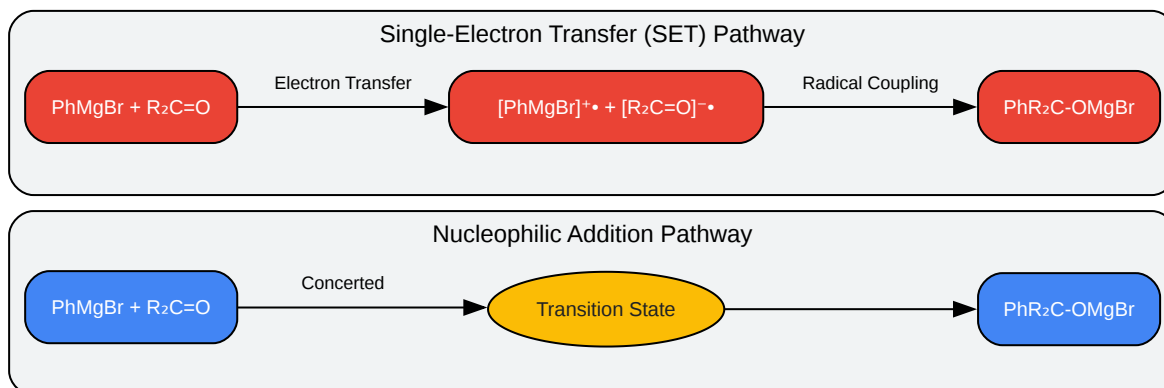 Single-Electron Transfer (SET) Pathway
PhMgBr + R₂C=O
Electron Transfer
[PhMgBr]⁺• + [R₂C=O]⁻•
Radical Coupling
PhR₂C-OMgBr
Nucleophilic Addition Pathway
PhMgBr + R₂C=O
Concerted
Transition State
PhR₂C-OMgBr